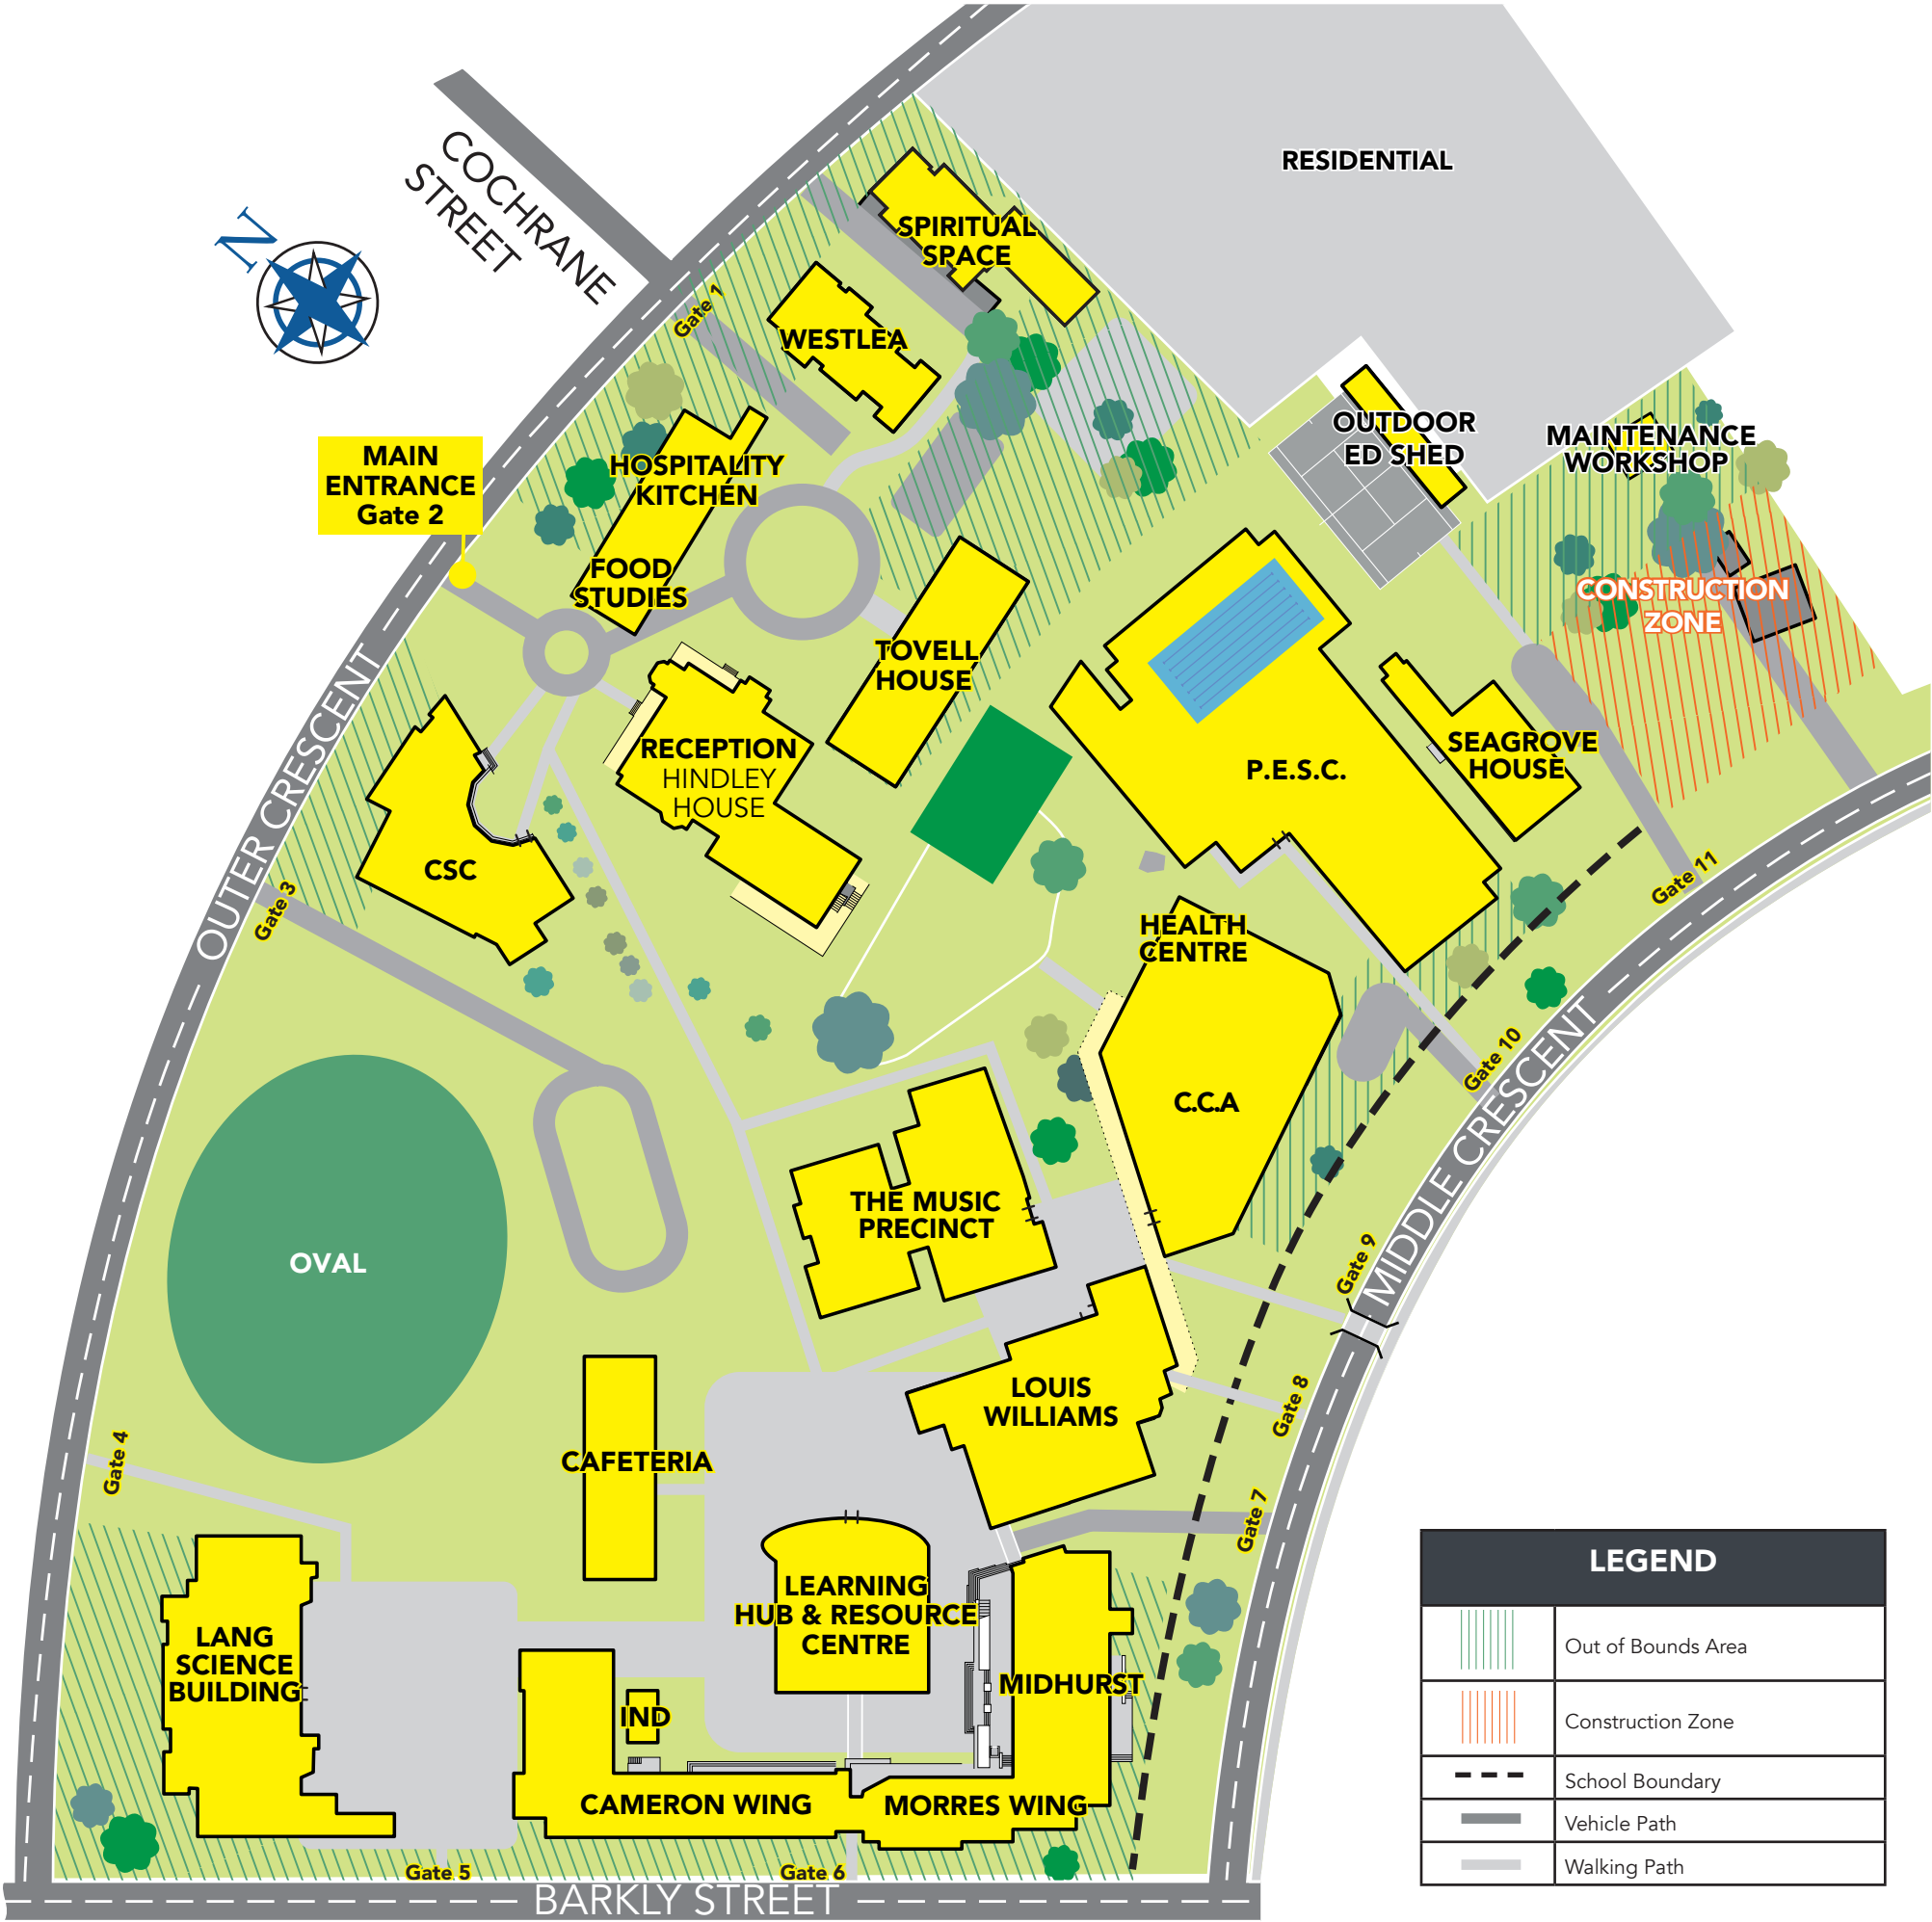 COCHRANE
STREET
N
RESIDENTIAL
SPIRITUAL
SPACE
Gate 1
WESTLEA
OUTDOOR
ED SHED
MAINTENANCE
WORKSHOP
MAIN
ENTRANCE
Gate 2
HOSPITALITY
KITCHEN
FOOD
STUDIES
CONSTRUCTION
ZONE
TOVELL
HOUSE
RECEPTION
HINDLEY
HOUSE
P.E.S.C.
SEAGROVE
HOUSE
OUTER CRESCENT
CSC
Gate 3
Gate 11
HEALTH
CENTRE
Gate 10
C.C.A
MIDDLE CRESCENT
THE MUSIC
PRECINCT
OVAL
Gate 9
LOUIS
WILLIAMS
Gate 8
CAFETERIA
Gate 4
Gate 7
LEARNING
HUB & RESOURCE
CENTRE
LANG
SCIENCE
BUILDING
MIDHURST
IND
CAMERON WING
MORRES WING
Gate 5
Gate 6
BARKLY STREET
LEGEND
Out of Bounds Area
Construction Zone
School Boundary
Vehicle Path
Walking Path